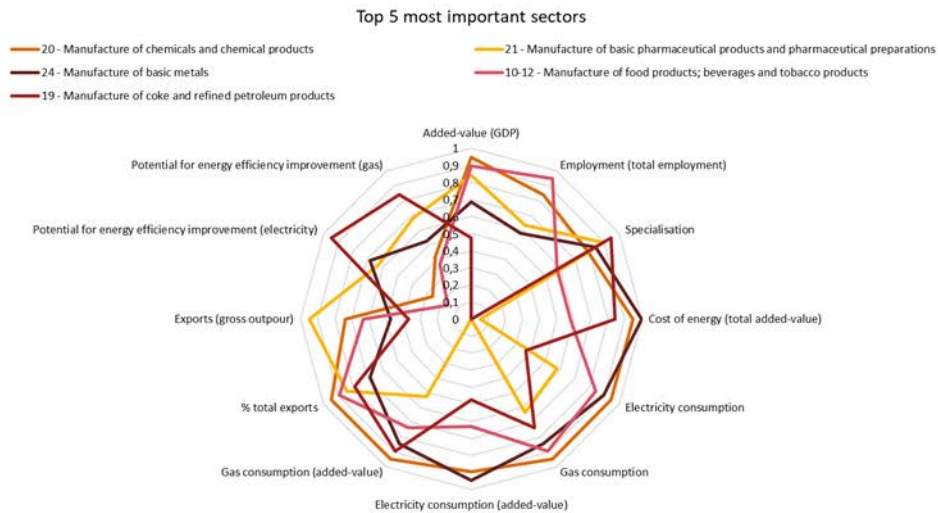 Top 5 most important sectors
20 - Manufacture of chemicals and chemical products
21 - Manufacture of basic pharmaceutical products and pharmaceutical preparations
24 - Manufacture of basic metals
10-12 - Manufacture of food products; beverages and tobacco products
19 - Manufacture of coke and refined petroleum products
Added-value (GDP)
1
0,9
0,8
0,7
0,6
0,5
0,4
0,3
0,2
0,1
0
Employment (total employment)
Specialisation
Cost of energy (total added-value)
Electricity consumption
Gas consumption
Electricity consumption (added-value)
Gas consumption (added-value)
% total exports
Exports (gross outpour)
Potential for energy efficiency improvement (electricity)
Potential for energy efficiency improvement (gas)